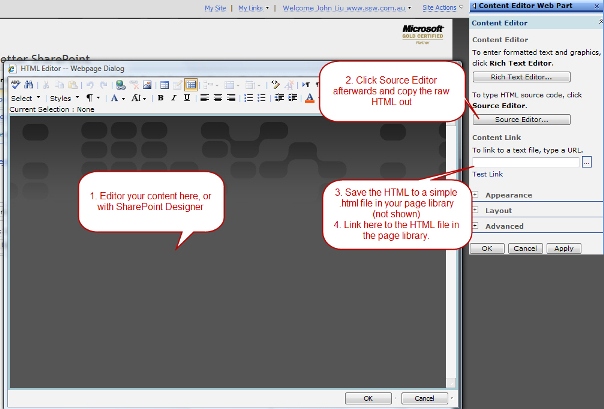 My Site | My Links | Welcome John Liu www.ssw.com.au Site Actions
Microsoft
GOLD CERTIFIED
Partner
etter SharePoint
HTML Editor -- Webpage Dialog
Select Styles
Current Selection : None
1. Editor your content here, or
with SharePoint Designer
OK Cancel
2. Click Source Editor
afterwards and copy the raw
HTML out
3. Save the HTML to a simple
.html file in your page library
(not shown)
4. Link here to the HTML file in
the page library.
Content Editor Web Part
Content Editor
Content Editor
To enter formatted text and graphics,
click Rich Text Editor.
Rich Text Editor...
To type HTML source code, click
Source Editor.
Source Editor...
Content Link
To link to a text file, type a URL.
...
Test Link
Appearance
Layout
Advanced
OK Cancel Apply